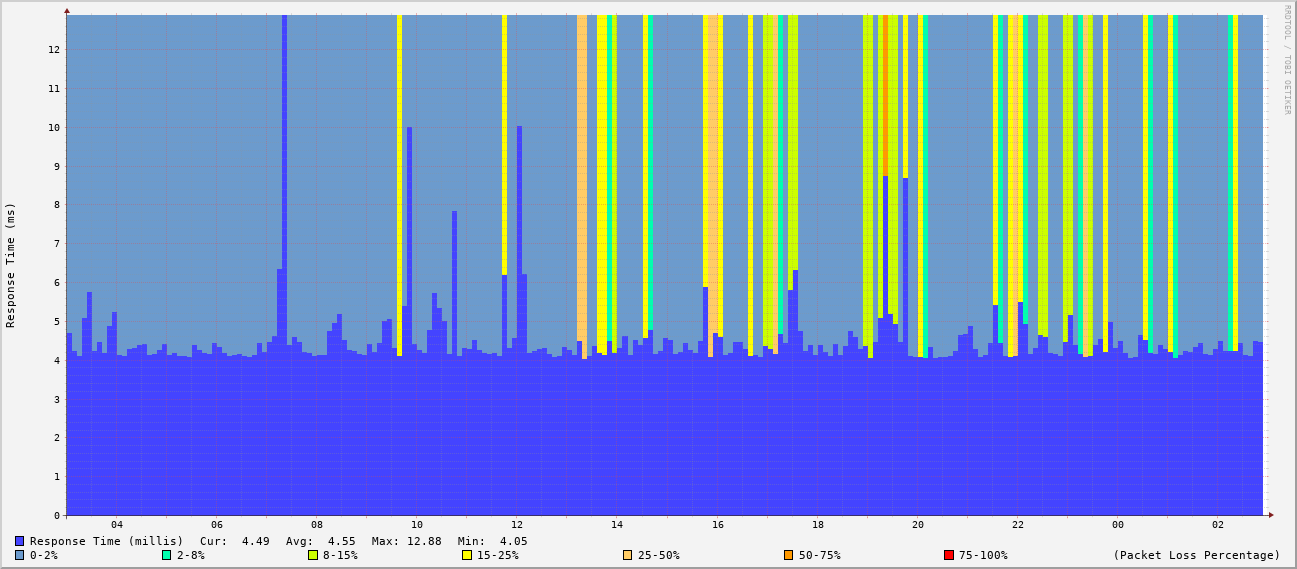 RRDTOOL / TOBI OETIKER
Response Time (ms)
12
11
10
9
8
7
6
5
4
3
2
1
0
04 06 08 10 12 14 16 18 20 22 00 02
Response Time (millis) Cur: 4.49 Avg: 4.55 Max: 12.88 Min: 4.05
0-2% 2-8% 8-15% 15-25% 25-50% 50-75% 75-100% (Packet Loss Percentage)